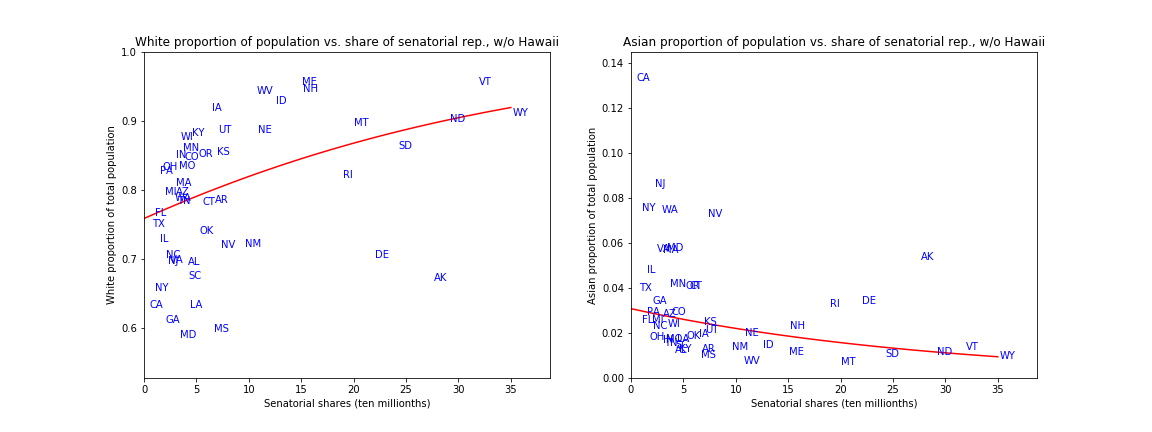 White proportion of population vs. share of senatorial rep., w/o Hawaii
White proportion of total population
1.0
0.9
0.8
0.7
0.6
VT
ME
NH
WV
ID
IA
WY
ND
MT
UT
NE
KY
WI
SD
MN
OR
KS
IN
CO
OH
MO
PA
RI
MA
MI
AZ
CT
AR
FL
TX
OK
IL
NV
NM
NC
DE
NJ
AL
SC
AK
NY
CA
LA
GA
MS
MD
0
5
10
15
20
25
30
35
Senatorial shares (ten millionths)
Asian proportion of population vs. share of senatorial rep., w/o Hawaii
Asian proportion of total population
0.14
0.12
0.10
0.08
0.06
0.04
0.02
0.00
CA
NJ
NY
WA
NV
VA
MD
MA
AK
IL
MN
OR
CT
TX
GA
DE
RI
PA
AZ
CO
FL
MI
NC
WI
KS
NH
UT
NE
IA
OK
OH
AR
NM
ID
VT
KY
AL
MS
ME
SD
ND
WY
WV
MT
0
5
10
15
20
25
30
35
Senatorial shares (ten millionths)